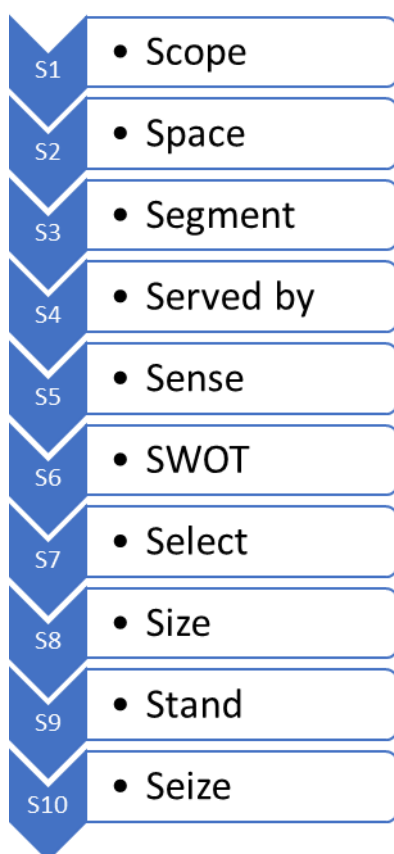 S1
• Scope
S2
• Space
S3
• Segment
S4
• Served by
S5
• Sense
S6
• SWOT
S7
• Select
S8
• Size
S9
• Stand
S10
• Seize